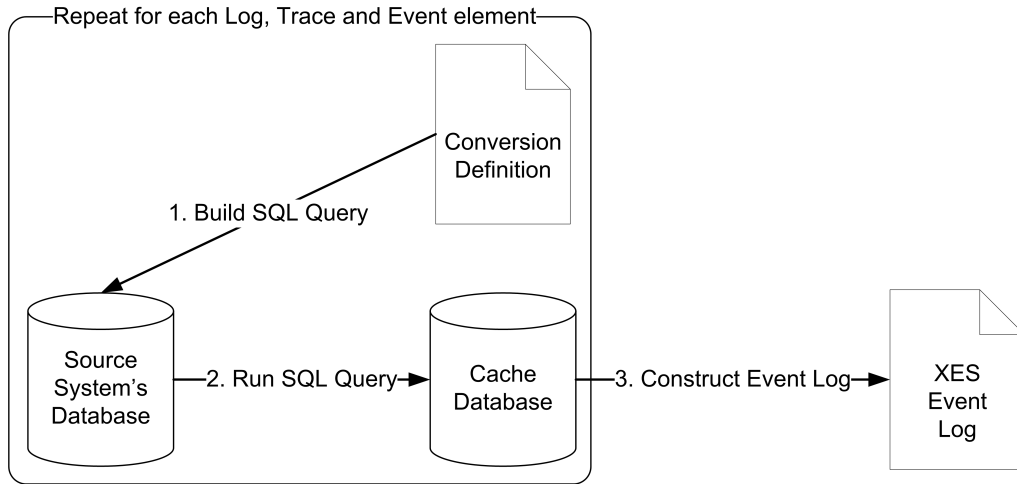 Repeat for each Log, Trace and Event element
Conversion
Definition
1. Build SQL Query
Source
System’s
Database
2. Run SQL Query
Cache
Database
3. Construct Event Log
XES
Event
Log